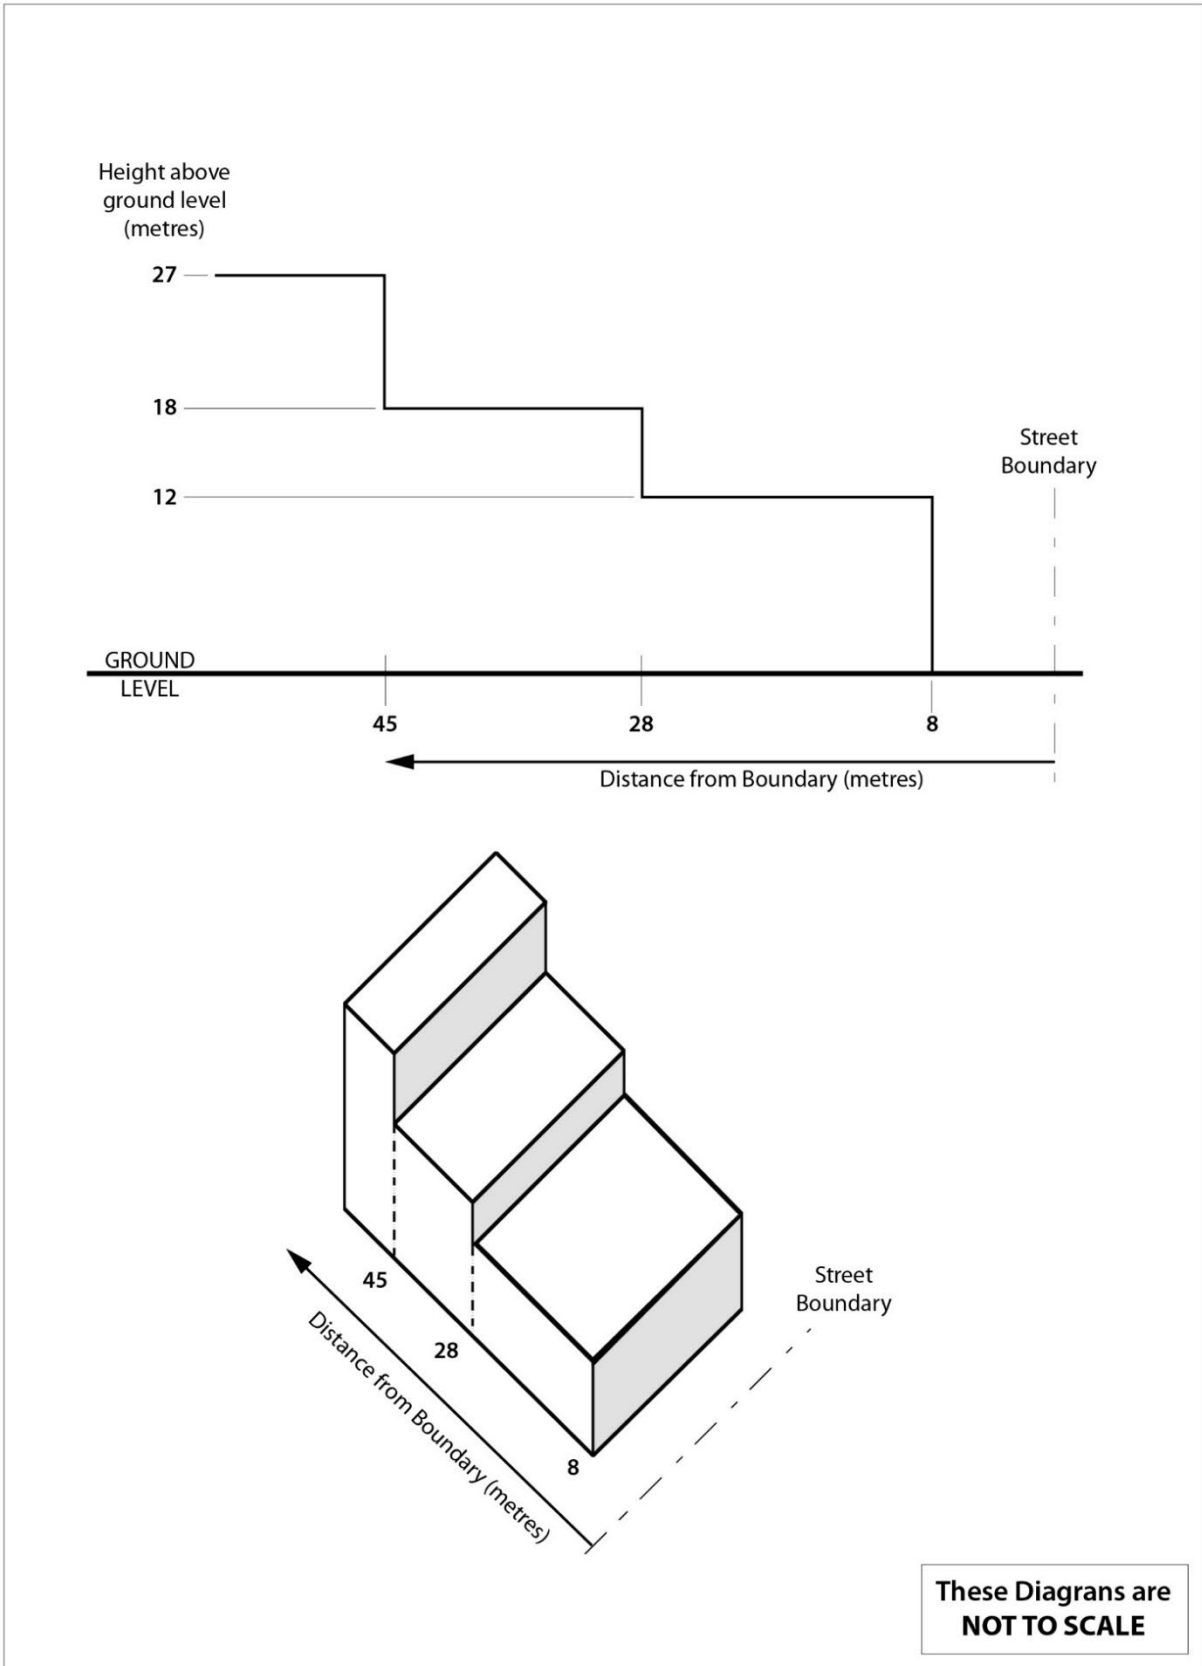 Height above
ground level
(metres)
27
18
12
Street
Boundary
GROUND
LEVEL
45
28
8
Distance from Boundary (metres)
45
28
8
Distance from Boundary (metres)
Street
Boundary
These Diagrans are
NOT TO SCALE